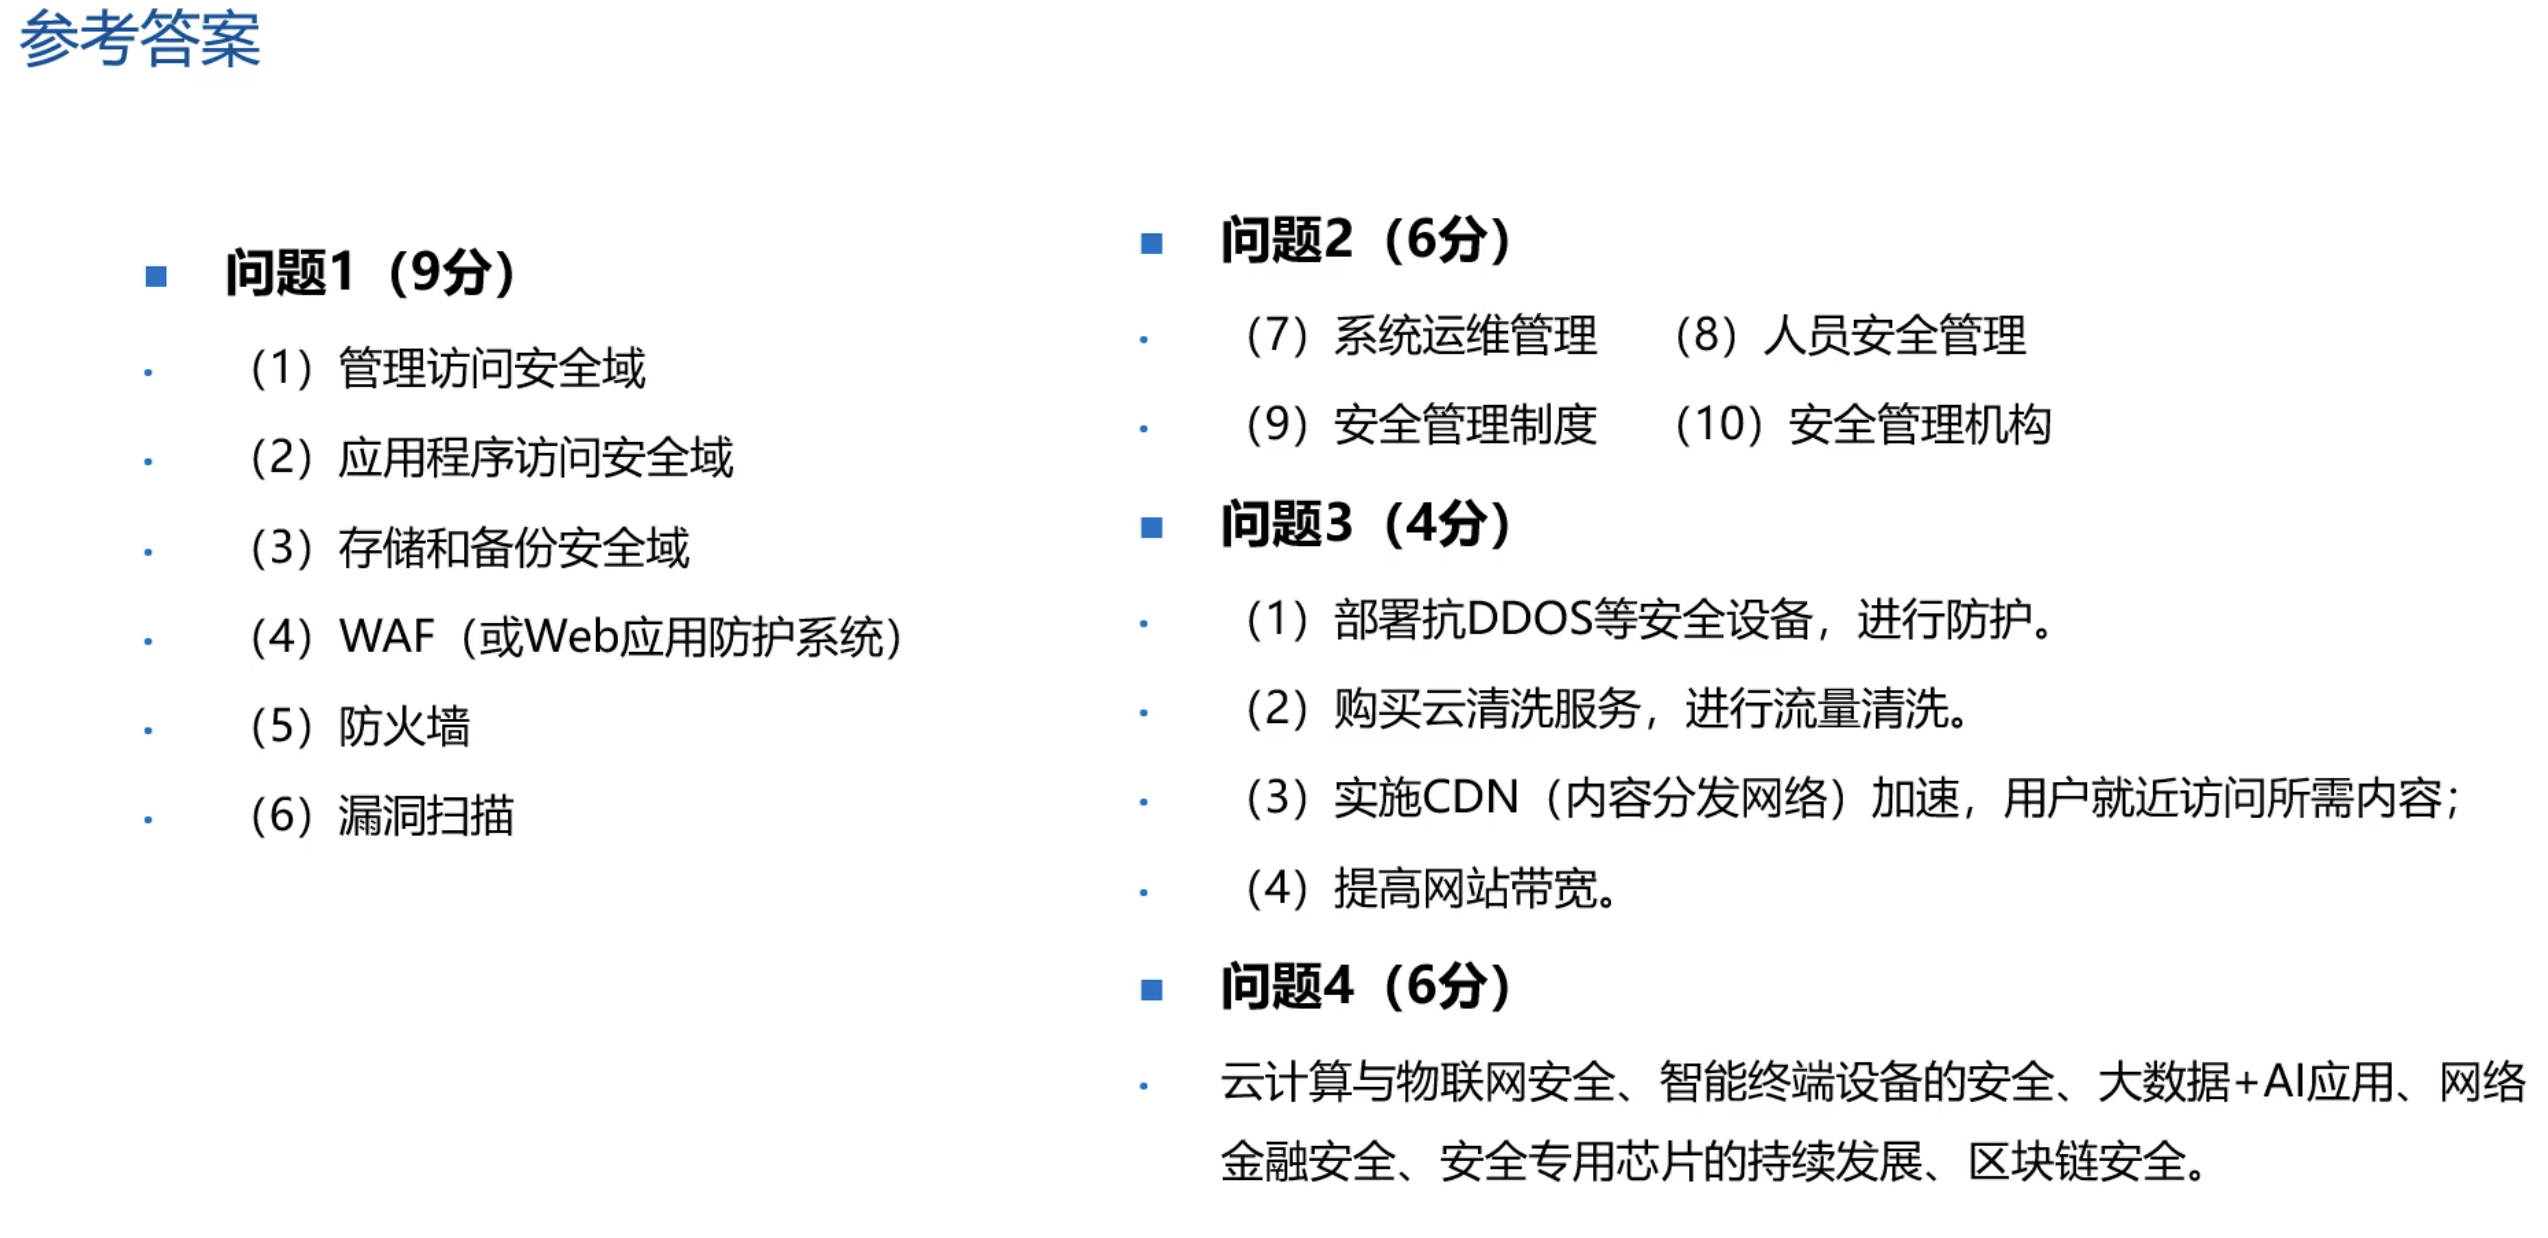 参考答案
问题1（9分）
（1）管理访问安全域
（2）应用程序访问安全域
（3）存储和备份安全域
（4）WAF（或Web应用防护系统）
（5）防火墙
（6）漏洞扫描
问题2（6分）
（7）系统运维管理 （8）人员安全管理
（9）安全管理制度 （10）安全管理机构
问题3（4分）
（1）部署抗DDOS等安全设备，进行防护。
（2）购买云清洗服务，进行流量清洗。
（3）实施CDN（内容分发网络）加速，用户就近访问所需内容；
（4）提高网站带宽。
问题4（6分）
云计算与物联网安全、智能终端设备的安全、大数据+AI应用、网络
金融安全、安全专用芯片的持续发展、区块链安全。